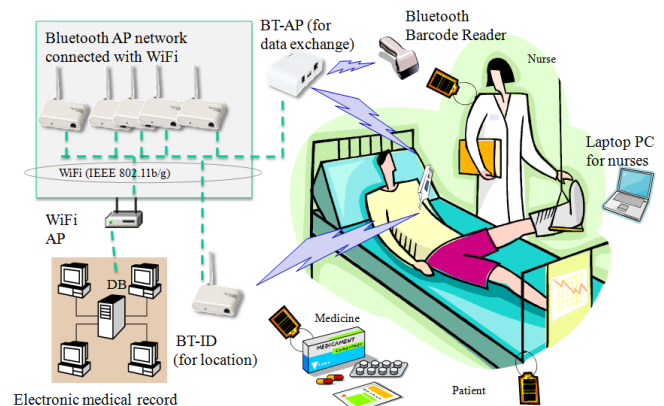 Bluetooth AP network
connected with WiFi
BT-AP (for
data exchange)
Bluetooth
Barcode Reader
Nurse
Laptop PC
for nurses
WiFi (IEEE 802.11b/g)
WiFi
AP
DB
BT-ID
(for location)
Medicine
MEDICAMENT
Patient
Electronic medical record